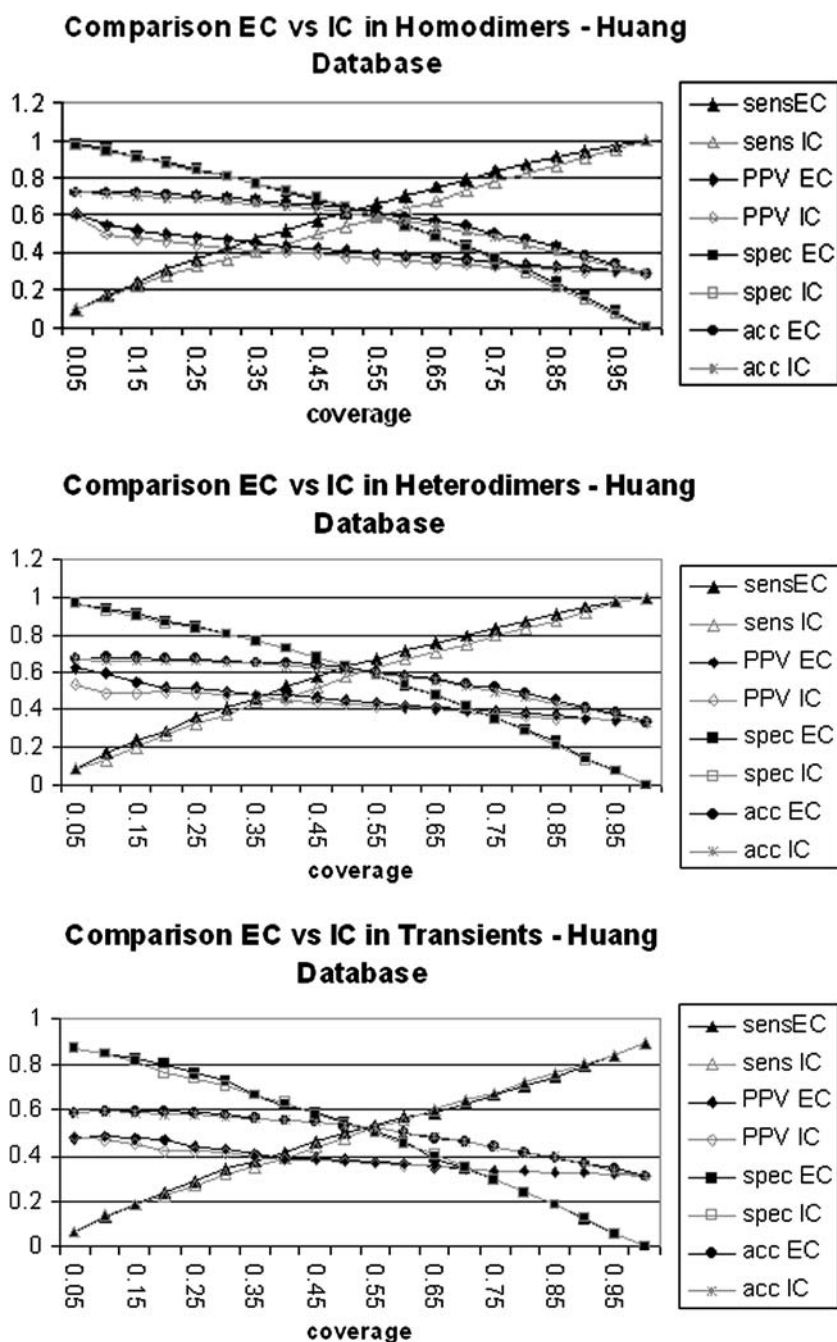 Comparison EC vs IC in Homodimers - Huang
Database
1.2
1
0.8
0.6
0.4
0.2
0
0.05
0.15
0.25
0.35
0.45
0.55
0.65
0.75
0.85
0.95
coverage
sensEC
sens IC
PPV EC
PPV IC
spec EC
spec IC
acc EC
acc IC
Comparison EC vs IC in Heterodimers - Huang
Database
1.2
1
0.8
0.6
0.4
0.2
0
0.05
0.15
0.25
0.35
0.45
0.55
0.65
0.75
0.85
0.95
coverage
sensEC
sens IC
PPV EC
PPV IC
spec EC
spec IC
acc EC
acc IC
Comparison EC vs IC in Transients - Huang
Database
1
0.8
0.6
0.4
0.2
0
0.05
0.15
0.25
0.35
0.45
0.55
0.65
0.75
0.85
0.95
coverage
sensEC
sens IC
PPV EC
PPV IC
spec EC
spec IC
acc EC
acc IC